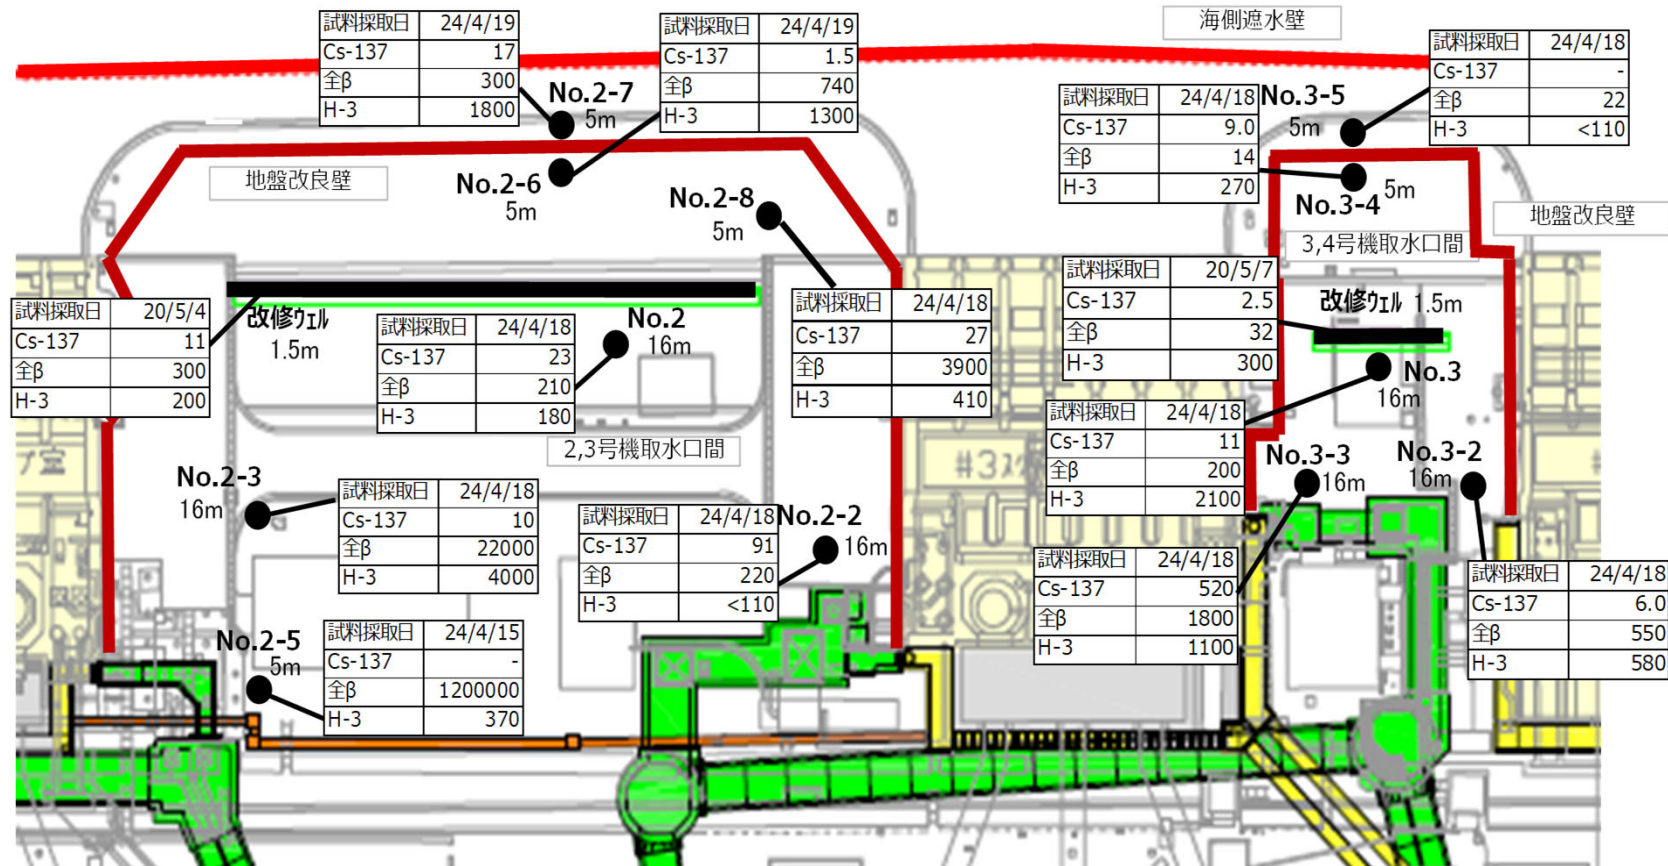 海側遮水壁
試料採取日 24/4/19
Cs-137 17
全β 300
H-3 1800
試料採取日 24/4/19
Cs-137 1.5
全β 740
H-3 1300
試料採取日 24/4/18
Cs-137 -
全β 22
H-3 <110
No.2-7
5m
試料採取日 24/4/18
Cs-137 9.0
全β 14
H-3 270
No.3-5
5m
地盤改良壁
No.2-6
5m
No.2-8
5m
5m
No.3-4
地盤改良壁
3,4号機取水口間
試料採取日 20/5/4
Cs-137 11
全β 300
H-3 200
改修ウェル
1.5m
試料採取日 24/4/18
Cs-137 23
全β 210
H-3 180
No.2
16m
試料採取日 24/4/18
Cs-137 27
全β 3900
H-3 410
試料採取日 20/5/7
Cs-137 2.5
全β 32
H-3 300
改修ウェル 1.5m
No.3
16m
2,3号機取水口間
試料採取日 24/4/18
Cs-137 11
全β 200
H-3 2100
No.2-3
16m
試料採取日 24/4/18
Cs-137 10
全β 22000
H-3 4000
試料採取日 24/4/18
Cs-137 91
全β 220
H-3 <110
No.2-2
16m
No.3-3
16m
No.3-2
16m
試料採取日 24/4/18
Cs-137 520
全β 1800
H-3 1100
試料採取日 24/4/18
Cs-137 6.0
全β 550
H-3 580
No.2-5
5m
試料採取日 24/4/15
Cs-137 -
全β 1200000
H-3 370